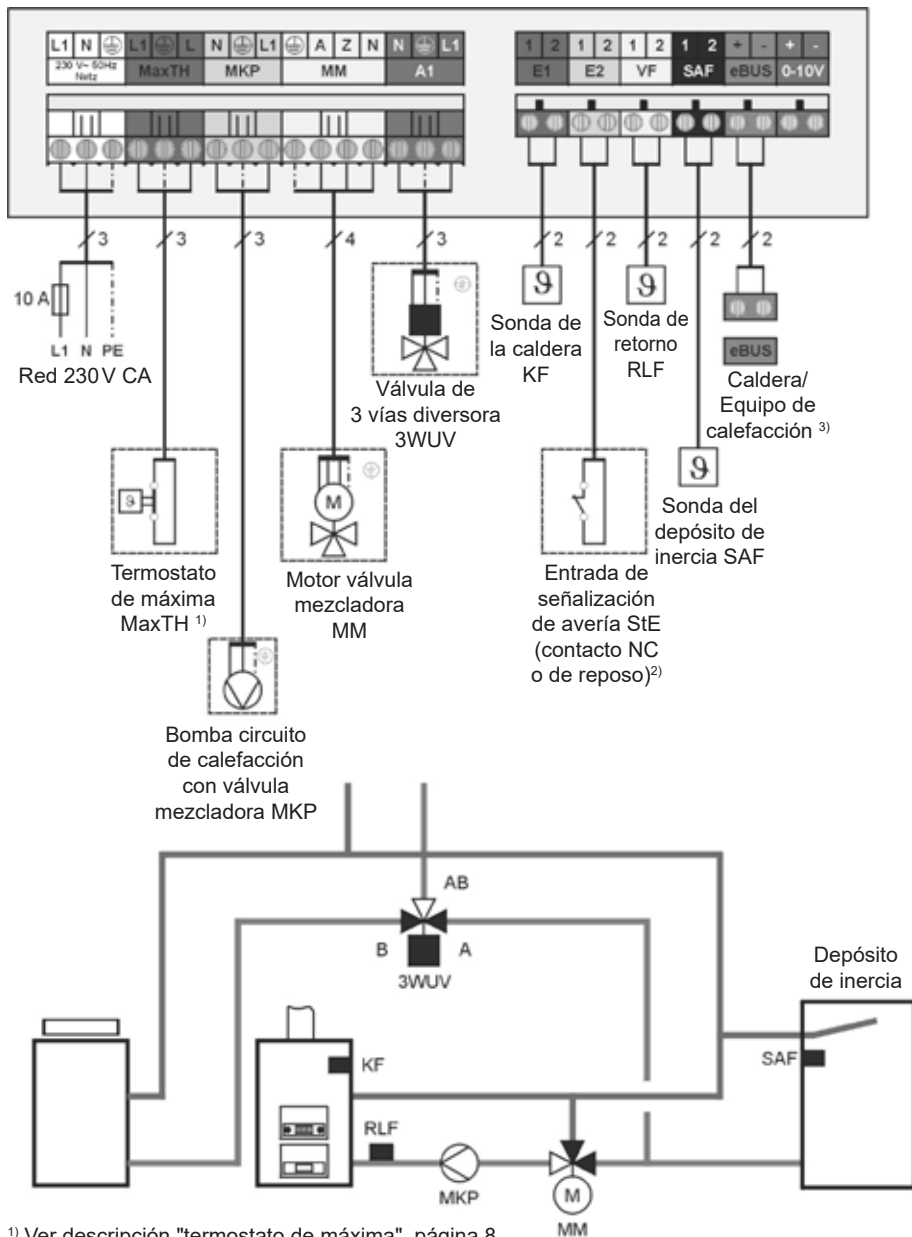 L1 N L1 L N L1 A Z N N L1
230 V~ 50Hz Netz MaxTH MKP MM A1
1 2 1 2 1 2 1 2 + - + -
E1 E2 VF SAF eBUS 0-10V
3 3 3 4 3 2 2 2 2 2
10 A
L1 N PE
Red 230 V CA
Termostato
de máxima
MaxTH 1)
Bomba circuito
de calefacción
con válvula
mezcladora MKP
M
Motor válvula
mezcladora
MM
Válvula de
3 vías diversora
3WUV
Sonda de
la caldera
KF
Entrada de
señalización
de avería StE
(contacto NC
o de reposo)2)
Sonda de
retorno
RLF
Sonda del
depósito de
inercia SAF
eBUS
Caldera/
Equipo de
calefacción 3)
AB
B A
3WUV
Depósito
de inercia
KF
SAF
RLF
MKP
M
MM
1) Ver descripción "termostato de máxima", página 8